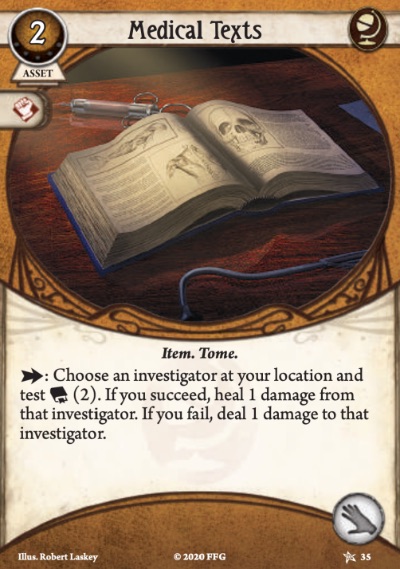 2
Medical Texts
ASSET
Item. Tome.
: Choose an investigator at your location and
test (2). If you succeed, heal 1 damage from
that investigator. If you fail, deal 1 damage to that
investigator.
Illus. Robert Laskey
© 2020 FFG
35